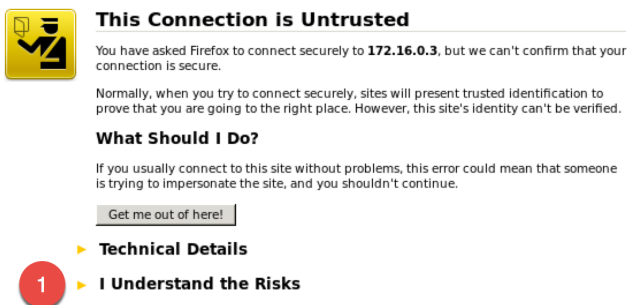 This Connection is Untrusted
You have asked Firefox to connect securely to 172.16.0.3, but we can't confirm that your
connection is secure.
Normally, when you try to connect securely, sites will present trusted identification to
prove that you are going to the right place. However, this site's identity can't be verified.
What Should I Do?
If you usually connect to this site without problems, this error could mean that someone
is trying to impersonate the site, and you shouldn't continue.
Get me out of here!
Technical Details
1 I Understand the Risks